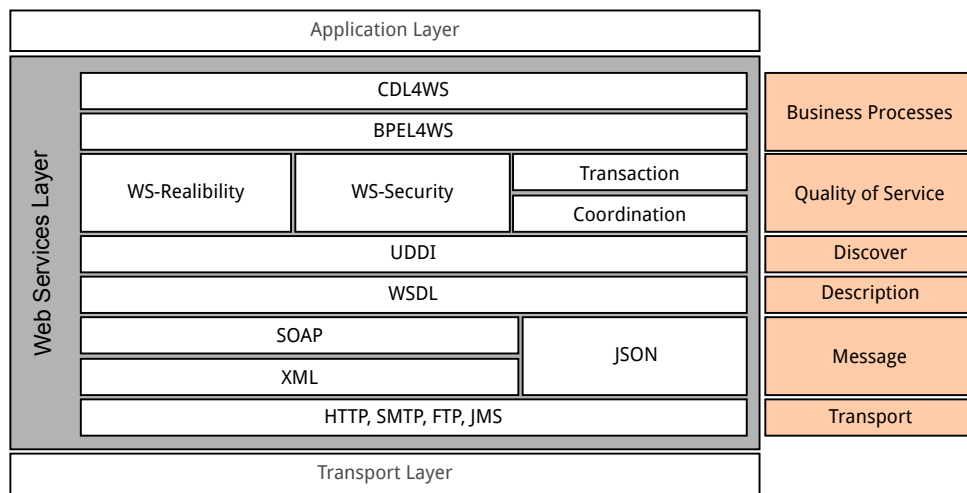 Application Layer
Web Services Layer
CDL4WS
Business Processes
BPEL4WS
WS-Realibility
WS-Security
Transaction
Coordination
Quality of Service
UDDI
Discover
WSDL
Description
SOAP
XML
JSON
Message
HTTP, SMTP, FTP, JMS
Transport
Transport Layer